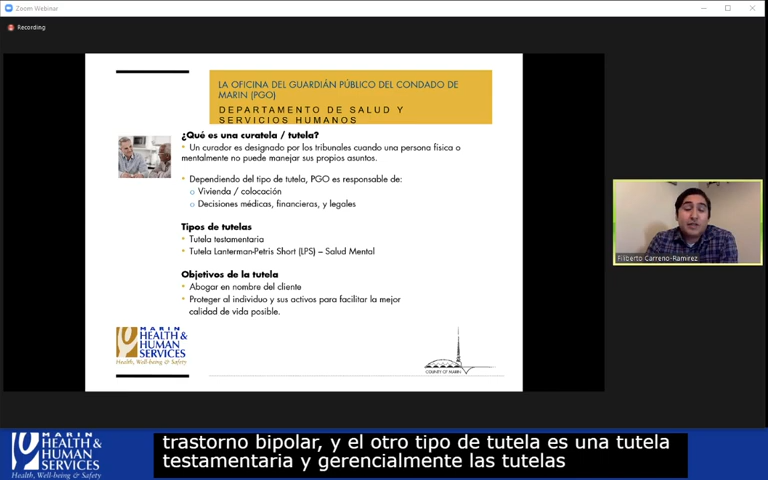 Zoom Webinar
Recording
LA OFICINA DEL GUARDIÁN PÚBLICO DEL CONDADO DE
MARIN (PGO)
DEPARTAMENTO DE SALUD Y
SERVICIOS HUMANOS
¿Qué es una curatela / tutela?
Un curador es designado por los tribunales cuando una persona física o
mentalmente no puede manejar sus propios asuntos.
Dependiendo del tipo de tutela, PGO es responsable de:
Vivienda / colocación
Decisiones médicas, financieras, y legales
Tipos de tutelas
Tutela testamentaria
Tutela Lanterman-Petris Short (LPS) – Salud Mental
Objetivos de la tutela
Abogar en nombre del cliente
Proteger al individuo y sus activos para facilitar la mejor
calidad de vida posible.
MARIN
HEALTH &
HUMAN
SERVICES
Health, Well-being & Safety
COUNTY OF MARIN
Filiberto Carreno-Ramirez
MARIN
HEALTH &
HUMAN
SERVICES
Health, Well-being & Safety
trastorno bipolar, y el otro tipo de tutela es una tutela
testamentaria y gerencialmente las tutelas